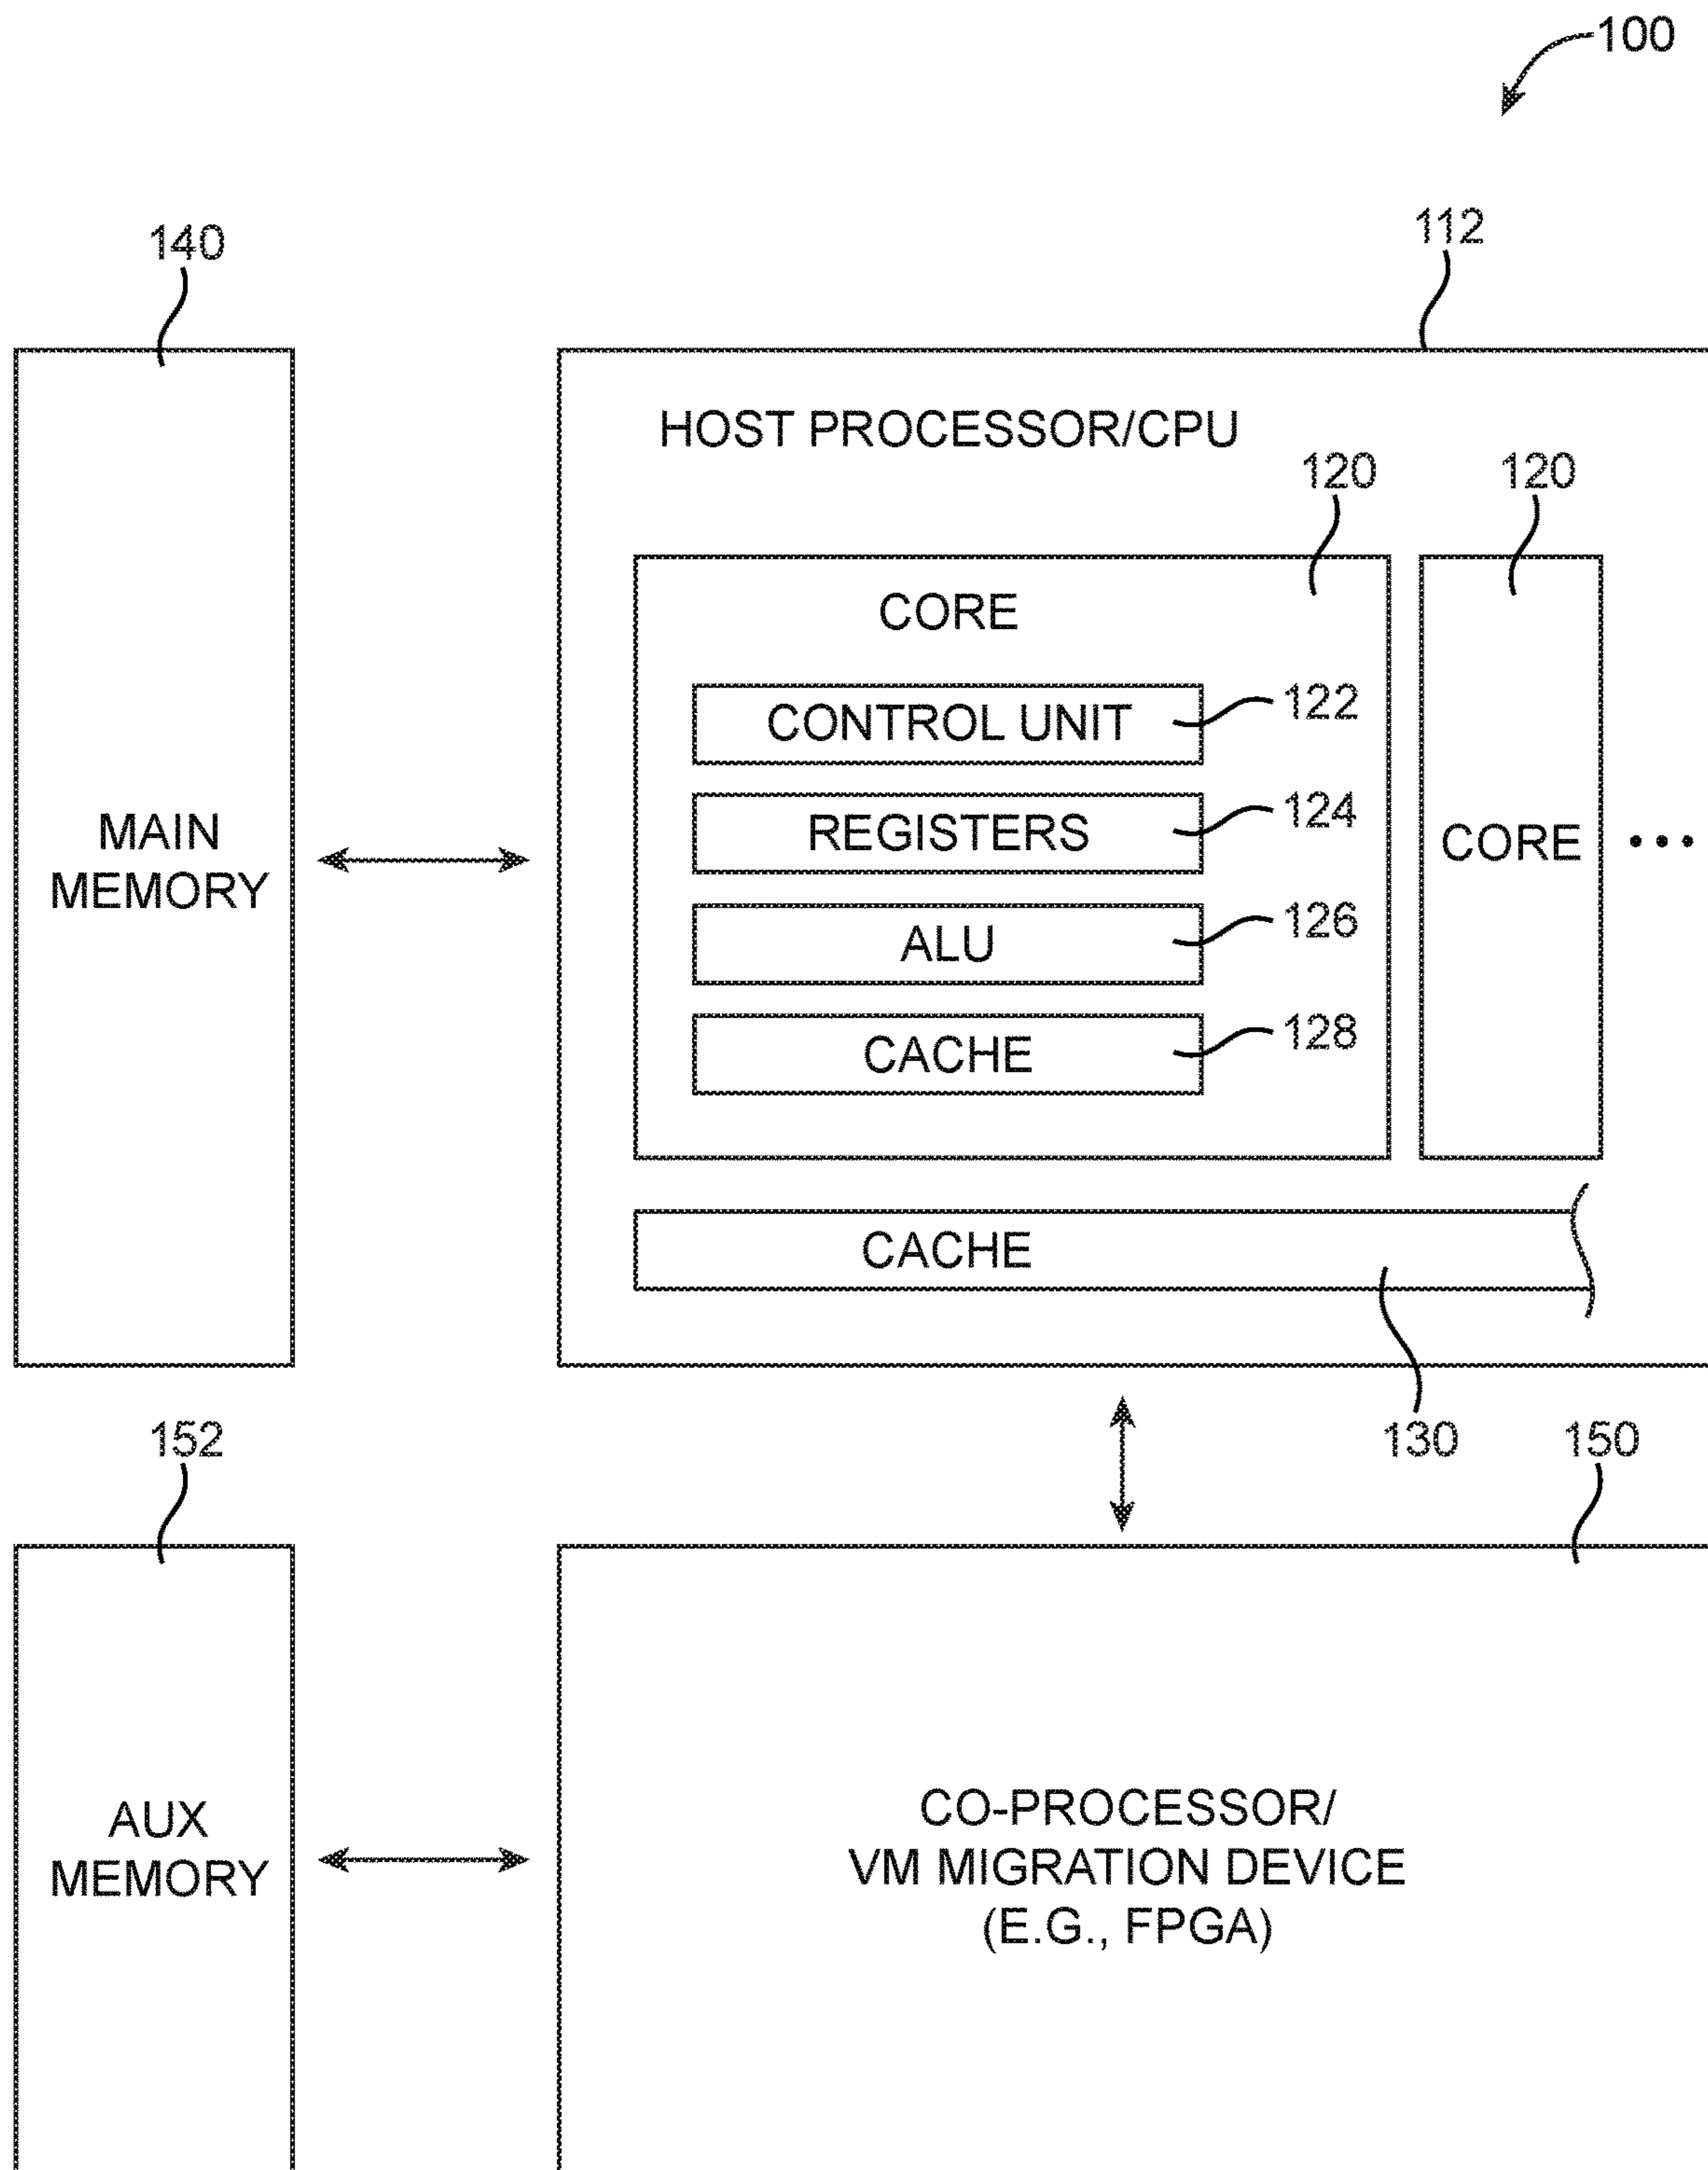 100
140
112
HOST PROCESSOR/CPU
120
120
CORE
CONTROL UNIT
122
REGISTERS
124
ALU
126
CACHE
128
MAIN
MEMORY
CORE
...
CACHE
130
152
150
AUX
MEMORY
CO-PROCESSOR/
VM MIGRATION DEVICE
(E.G., FPGA)